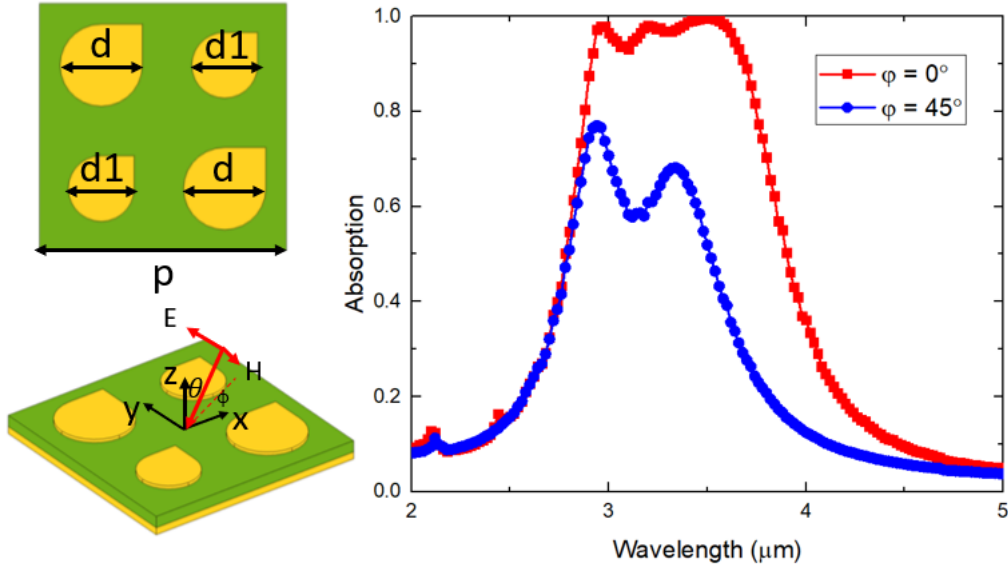 d
d1
d1
d
p
E
H
z
θ
ϕ
y
x
Absorption
1.0
0.8
0.6
0.4
0.2
0.0
2
3
4
5
Wavelength (μm)
φ = 0°
φ = 45°